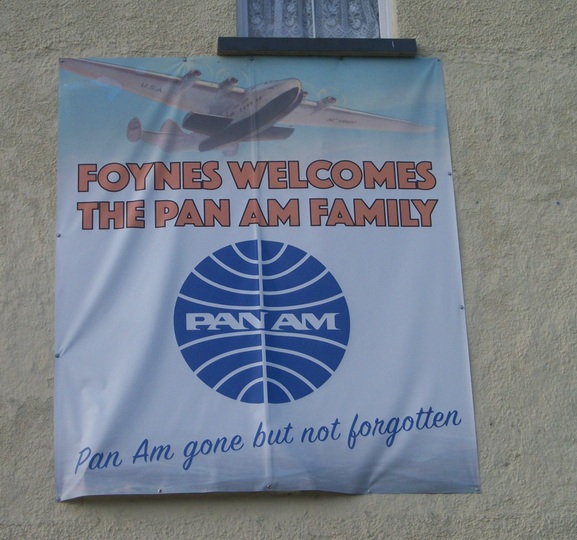 FOYNES WELCOMES
THE PAN AM FAMILY
PAN AM
Pan Am gone but not forgotten